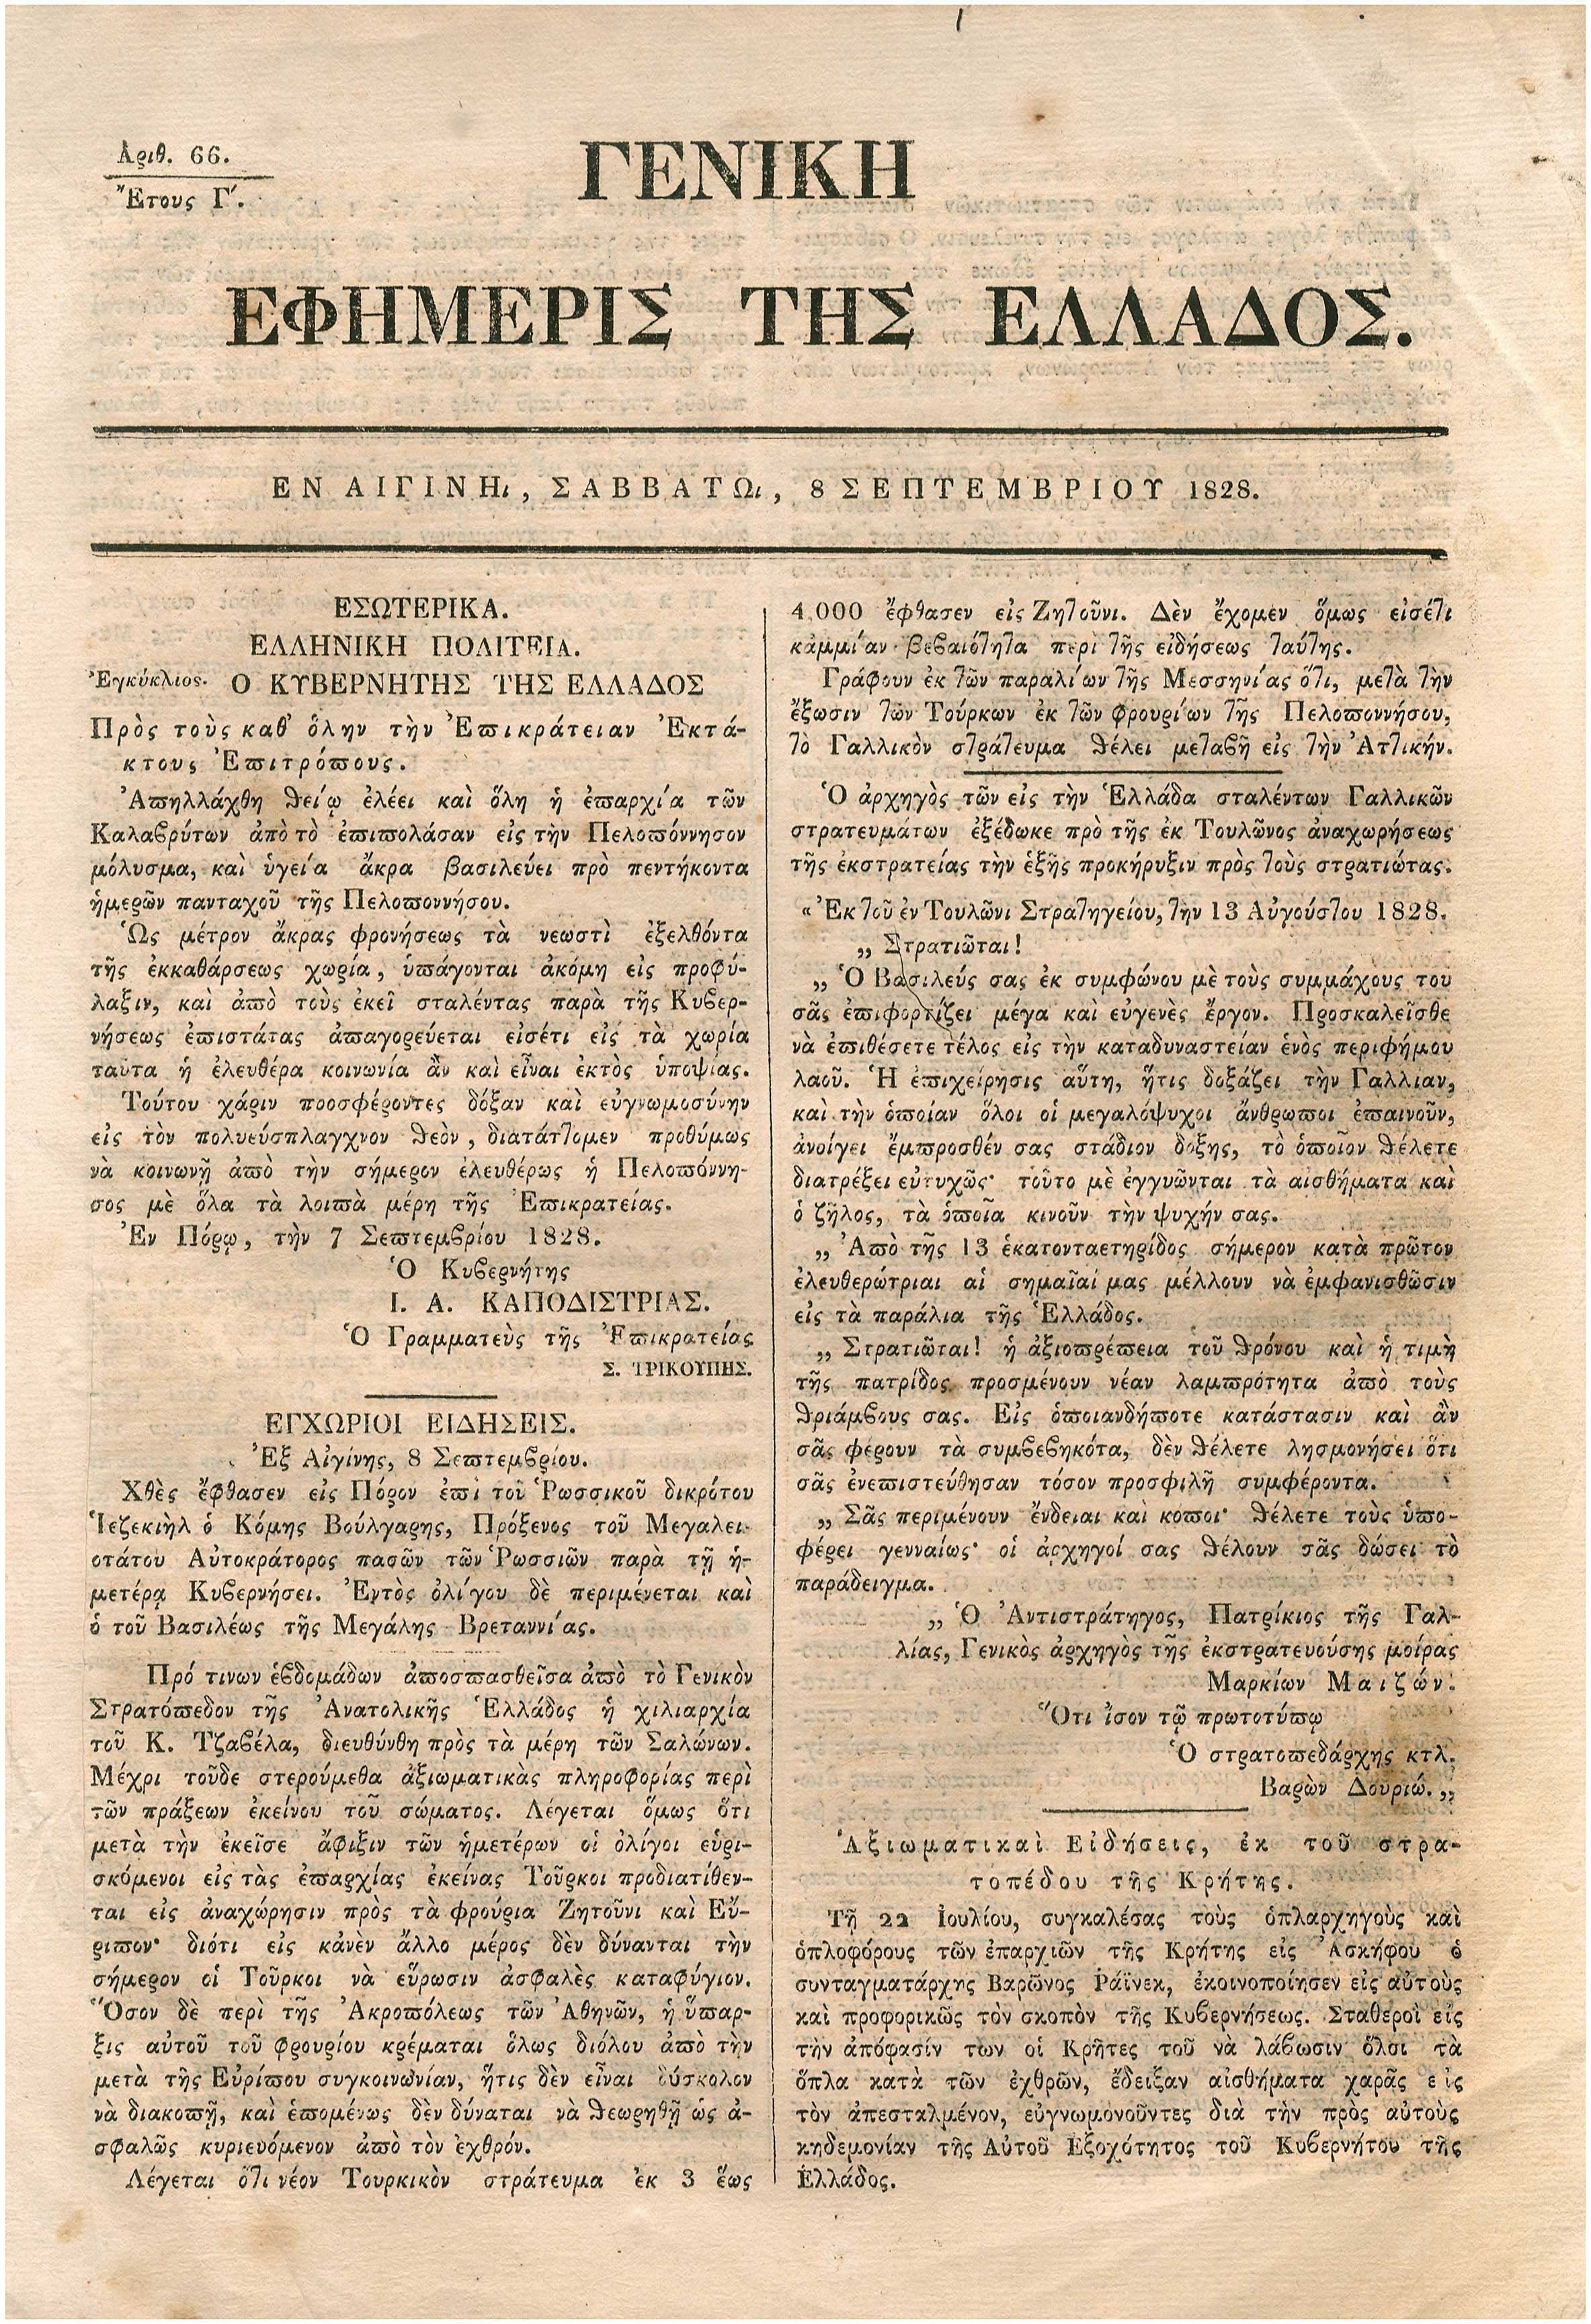 Ἀριθ. 66.
Ἔτους Γ΄.
ΓΕΝΙΚΗ
ΕΦΗΜΕΡΙΣ ΤΗΣ ΕΛΛΑΔΟΣ.
ΕΝ ΑΙΓΙΝΗι, ΣΑΒΒΑΤΩι, 8 ΣΕΠΤΕΜΒΡΙΟΥ 1828.
ΕΣΩΤΕΡΙΚΑ.
ΕΛΛΗΝΙΚΗ ΠΟΛΙΤΕΙΑ.
Ἐγκύκλιος. Ο ΚΥΒΕΡΝΗΤΗΣ ΤΗΣ ΕΛΛΑΔΟΣ
Πρὸς τοὺς καθ' ὅλην τὴν Ἐπικράτειαν Ἐκτά-
κτους Ἐπιτρόπους.
Ἀπηλλάχθη θείῳ ἐλέει καὶ ὅλη ἡ ἐπαρχία τῶν
Καλαβρύτων ἀπὸ τὸ ἐπιπολάσαν εἰς τὴν Πελοπόννησον
μόλυσμα, καὶ ὑγεία ἄκρα βασιλεύει πρὸ πεντήκοντα
ἡμερῶν πανταχοῦ τῆς Πελοποννήσου.
Ὡς μέτρον ἄκρας φρονήσεως τὰ νεωστὶ ἐξελθόντα
τῆς ἐκκαθάρσεως χωρία, ὑπάγονται ἀκόμη εἰς προφύ-
λαξιν, καὶ ἀπὸ τοὺς ἐκεῖ σταλέντας παρὰ τῆς Κυβερ-
νήσεως ἐπιστάτας ἀπαγορεύεται εἰσέτι εἰς τὰ χωρία
ταῦτα ἡ ἐλευθέρα κοινωνία ἂν καὶ εἶναι ἐκτὸς ὑποψίας.
Τούτου χάριν προσφέροντες δόξαν καὶ εὐγνωμοσύνην
εἰς τὸν πολυεύσπλαγχνον Θεὸν, διατάττομεν προθύμως
νὰ κοινωνῇ ἀπὸ τὴν σήμερον ἐλευθέρως ἡ Πελοπόννη-
σος μὲ ὅλα τὰ λοιπὰ μέρη τῆς Ἐπικρατείας.
Ἐν Πόρῳ, τὴν 7 Σεπτεμβρίου 1828.
Ὁ Κυβερνήτης
Ι. Α. ΚΑΠΟΔΙΣΤΡΙΑΣ.
Ὁ Γραμματεὺς τῆς Ἐπικρατείας
Σ. ΤΡΙΚΟΥΠΗΣ.
ΕΓΧΩΡΙΟΙ ΕΙΔΗΣΕΙΣ.
Ἐξ Αἰγίνης, 8 Σεπτεμβρίου.
Χθὲς ἔφθασεν εἰς Πόρον ἐπὶ τοῦ Ῥωσσικοῦ δικρότου
Ἰεζεκιὴλ ὁ Κόμης Βούλγαρης, Πρόξενος τοῦ Μεγαλει-
οτάτου Αὐτοκράτορος πασῶν τῶν Ῥωσσιῶν παρὰ τῇ ἡ-
μετέρᾳ Κυβερνήσει. Ἐντὸς ὀλίγου δὲ περιμένεται καὶ
ὁ τοῦ Βασιλέως τῆς Μεγάλης Βρεταννίας.
Πρό τινων ἑβδομάδων ἀποσπασθεῖσα ἀπὸ τὸ Γενικὸν
Στρατόπεδον τῆς Ἀνατολικῆς Ἑλλάδος ἡ χιλιαρχία
τοῦ Κ. Τζαβέλα, διευθύνθη πρὸς τὰ μέρη τῶν Σαλώνων.
Μέχρι τοῦδε στερούμεθα ἀξιωματικὰς πληροφορίας περὶ
τῶν πράξεων ἐκείνου τοῦ σώματος. Λέγεται ὅμως ὅτι
μετὰ τὴν ἐκεῖσε ἄφιξιν τῶν ἡμετέρων οἱ ὀλίγοι εὑρι-
σκόμενοι εἰς τὰς ἐπαρχίας ἐκείνας Τοῦρκοι προδιατίθεν-
ται εἰς ἀναχώρησιν πρὸς τὰ φρούρια Ζητοῦνι καὶ Εὔ-
ριπον· διότι εἰς κἀνὲν ἄλλο μέρος δὲν δύνανται τὴν
σήμερον οἱ Τοῦρκοι νὰ εὕρωσιν ἀσφαλὲς καταφύγιον.
Ὅσον δὲ περὶ τῆς Ἀκροπόλεως τῶν Ἀθηνῶν, ἡ ὕπαρ-
ξις αὐτοῦ τοῦ φρουρίου κρέμαται ὅλως διόλου ἀπὸ τὴν
μετὰ τῆς Εὐρίπου συγκοινωνίαν, ἥτις δὲν εἶναι δύσκολον
νὰ διακοπῇ, καὶ ἑπομένως δὲν δύναται νὰ θεωρηθῇ ὡς ἀ-
σφαλῶς κυριευόμενον ἀπὸ τὸν ἐχθρόν.
Λέγεται ὅτι νέον Τουρκικὸν στράτευμα ἐκ 3 ἕως
4,000 ἔφθασεν εἰς Ζητοῦνι. Δὲν ἔχομεν ὅμως εἰσέτι
κἀμμίαν βεβαιότητα περὶ τῆς εἰδήσεως ταύτης.
Γράφουν ἐκ τῶν παραλίων τῆς Μεσσηνίας ὅτι, μετὰ τὴν
ἔξωσιν τῶν Τούρκων ἐκ τῶν φρουρίων τῆς Πελοποννήσου,
τὸ Γαλλικὸν στράτευμα θέλει μεταβῆ εἰς τὴν Ἀττικήν.
Ὁ ἀρχηγὸς τῶν εἰς τὴν Ἑλλάδα σταλέντων Γαλλικῶν
στρατευμάτων ἐξέδωκε πρὸ τῆς ἐκ Τουλῶνος ἀναχωρήσεως
τῆς ἐκστρατείας τὴν ἑξῆς προκήρυξιν πρὸς τοὺς στρατιώτας.
« Ἐκ τοῦ ἐν Τουλῶνι Στρατηγείου, τὴν 13 Αὐγούστου 1828.
„ Στρατιῶται!
„ Ὁ Βασιλεύς σας ἐκ συμφώνου μὲ τοὺς συμμάχους του
σᾶς ἐπιφορτίζει μέγα καὶ εὐγενὲς ἔργον. Προσκαλεῖσθε
νὰ ἐπιθέσετε τέλος εἰς τὴν καταδυναστείαν ἑνὸς περιφήμου
λαοῦ. Ἡ ἐπιχείρησις αὕτη, ἥτις δοξάζει τὴν Γαλλίαν,
καὶ τὴν ὁποίαν ὅλοι οἱ μεγαλόψυχοι ἄνθρωποι ἐπαινοῦν,
ἀνοίγει ἔμπροσθέν σας στάδιον δόξης, τὸ ὁποῖον θέλετε
διατρέξει εὐτυχῶς· τοῦτο μὲ ἐγγυῶνται τὰ αἰσθήματα καὶ
ὁ ζῆλος, τὰ ὁποῖα κινοῦν τὴν ψυχήν σας.
„ Ἀπὸ τῆς 13 ἑκατονταετηρίδος σήμερον κατὰ πρῶτον
ἐλευθερώτριαι αἱ σημαῖαί μας μέλλουν νὰ ἐμφανισθῶσιν
εἰς τὰ παράλια τῆς Ἑλλάδος.
„ Στρατιῶται! ἡ ἀξιοπρέπεια τοῦ θρόνου καὶ ἡ τιμὴ
τῆς πατρίδος προσμένουν νέαν λαμπρότητα ἀπὸ τοὺς
θριάμβους σας. Εἰς ὁποιανδήποτε κατάστασιν καὶ ἂν
σᾶς φέρουν τὰ συμβεβηκότα, δὲν θέλετε λησμονήσει ὅτι
σᾶς ἐνεπιστεύθησαν τόσον προσφιλῆ συμφέροντα.
„ Σᾶς περιμένουν ἔνδειαι καὶ κόποι· θέλετε τοὺς ὑπο-
φέρει γενναίως· οἱ ἀρχηγοί σας θέλουν σᾶς δώσει τὸ
παράδειγμα.
„ Ὁ Ἀντιστράτηγος, Πατρίκιος τῆς Γαλ-
λίας, Γενικὸς ἀρχηγὸς τῆς ἐκστρατευούσης μοίρας
Μαρκίων Μαιζών.
Ὅτι ἴσον τῷ πρωτοτύπῳ
Ὁ στρατοπεδάρχης κτλ.
Βαρὼν Δουριώ. „
Ἀξιωματικαὶ Εἰδήσεις, ἐκ τοῦ στρα-
τοπέδου τῆς Κρήτης.
Τῇ 22 Ἰουλίου, συγκαλέσας τοὺς ὁπλαρχηγοὺς καὶ
ὁπλοφόρους τῶν ἐπαρχιῶν τῆς Κρήτης εἰς Ἀσκήφου ὁ
συνταγματάρχης Βαρῶνος Ῥάϊνεκ, ἐκοινοποίησεν εἰς αὐτοὺς
καὶ προφορικῶς τὸν σκοπὸν τῆς Κυβερνήσεως. Σταθεροὶ εἰς
τὴν ἀπόφασίν των οἱ Κρῆτες τοῦ νὰ λάβωσιν ὅλοι τὰ
ὅπλα κατὰ τῶν ἐχθρῶν, ἔδειξαν αἰσθήματα χαρᾶς εἰς
τὸν ἀπεσταλμένον, εὐγνωμονοῦντες διὰ τὴν πρὸς αὐτοὺς
κηδεμονίαν τῆς Αὐτοῦ Ἐξοχότητος τοῦ Κυβερνήτου τῆς
Ἑλλάδος.